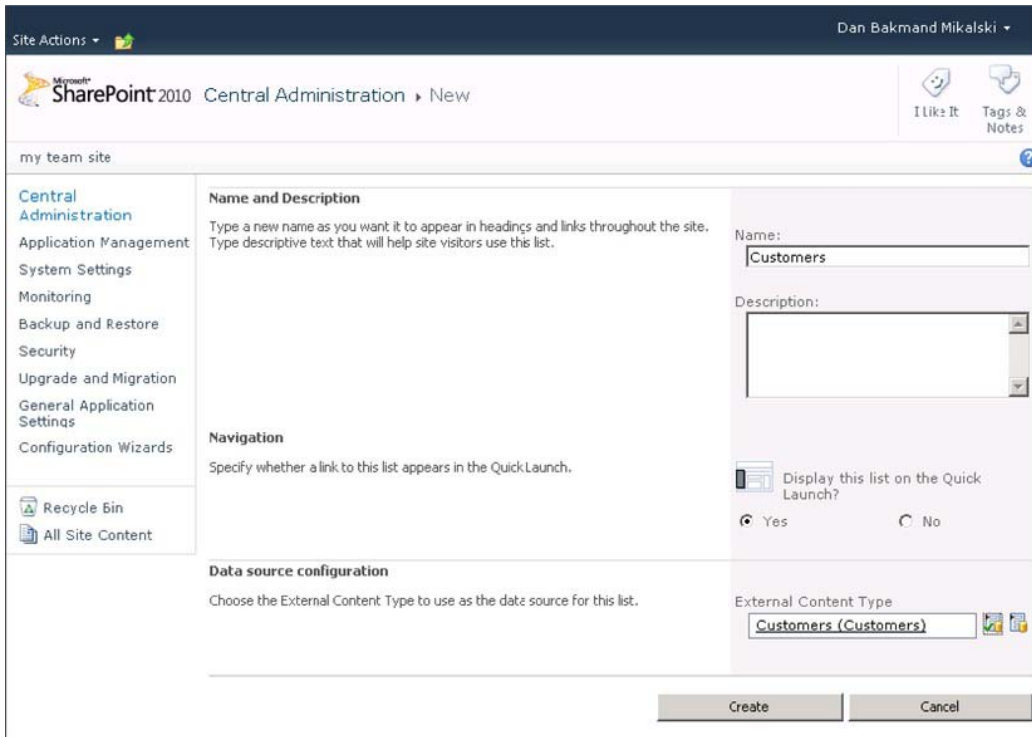 Dan Bakmand Mikalski
Site Actions
Microsoft
SharePoint 2010 Central Administration New
I Like It
Tags &
Notes
my team site
Central
Administration
Application Management
System Settings
Monitoring
Backup and Restore
Security
Upgrade and Migration
General Application
Settings
Configuration Wizards
Recycle Bin
All Site Content
Name and Description
Type a new name as you want it to appear in headings and links throughout the site.
Type descriptive text that will help site visitors use this list.
Name:
Customers
Description:
Navigation
Specify whether a link to this list appears in the Quick Launch.
Display this list on the Quick
Launch?
Yes
No
Data source configuration
Choose the External Content Type to use as the data source for this list.
External Content Type
Customers (Customers)
Create
Cancel